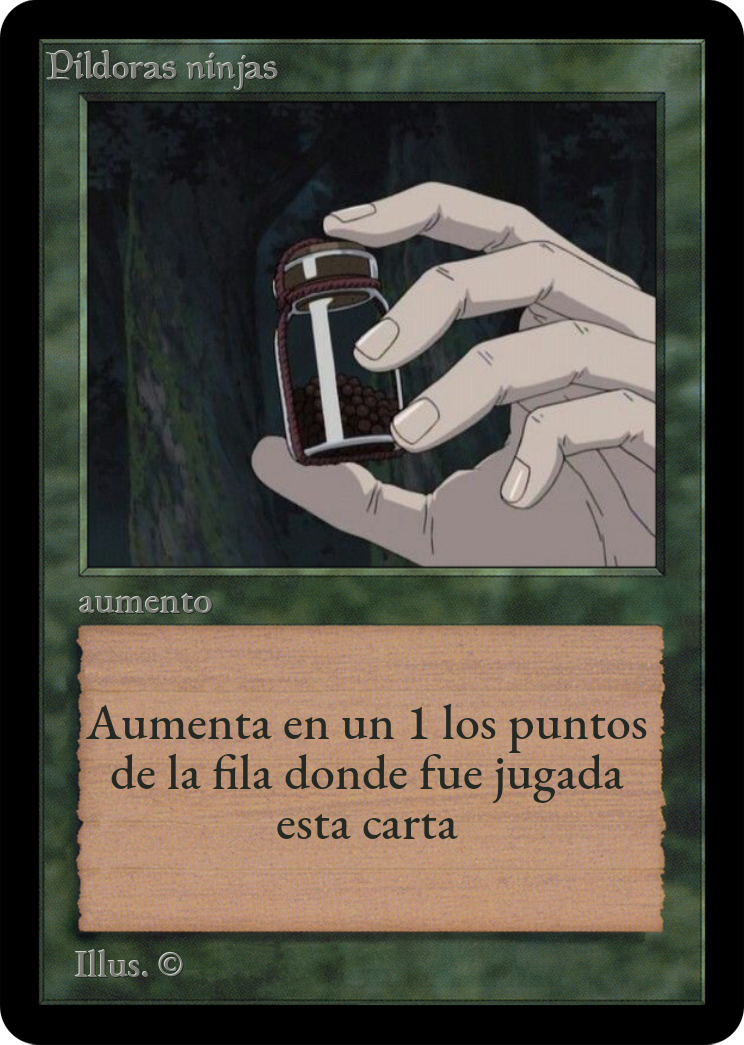 Píldoras ninjas
aumento
Aumenta en un 1 los puntos
de la fila donde fue jugada
esta carta
Illus. ©